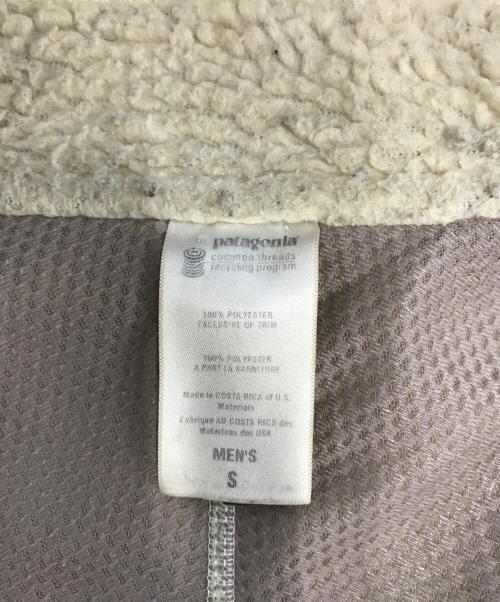 patagonia
common threads
recycling program
100% POLYESTER
EXCLUSIVE OF TRIM
100% POLYESTER
A PART LA GARNITURE
Made in COSTA RICA of U.S.
Materials
Fabrique AU COSTA RICA des
Materiaux des USA
MEN'S
S